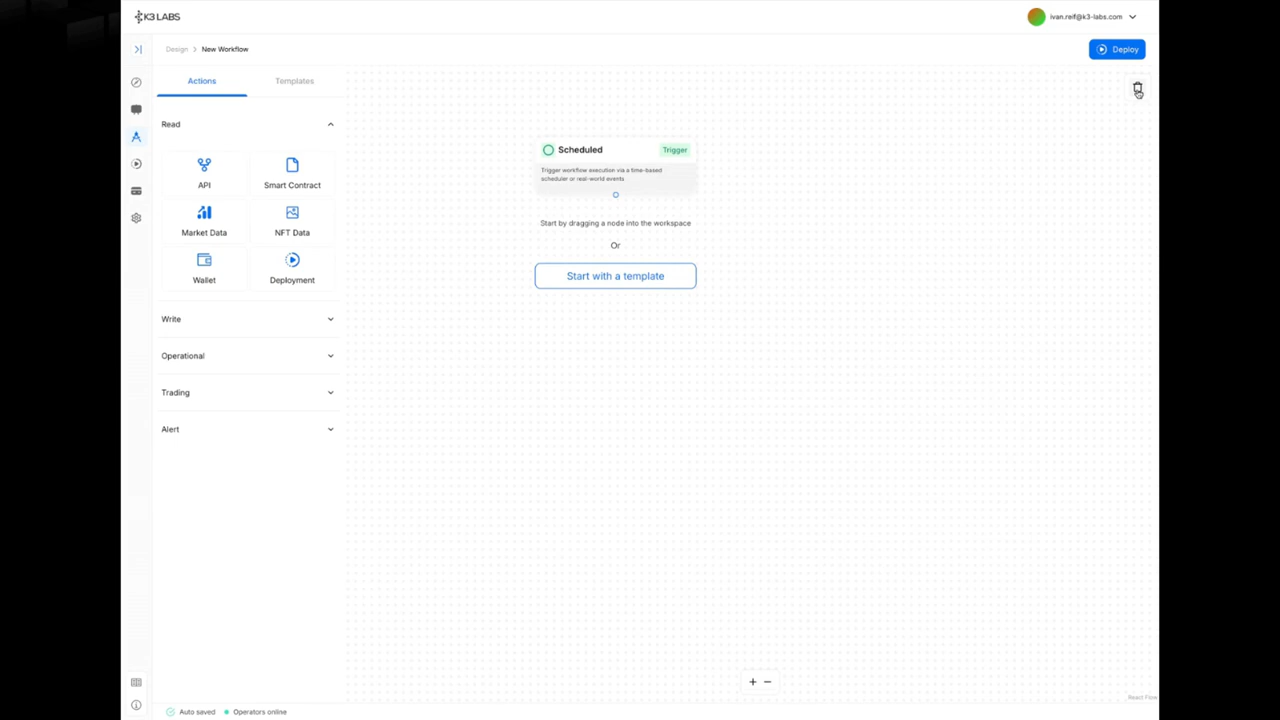 K3 LABS
ivan.reif@k3-labs.com
Design > New Workflow
Deploy
Actions
Templates
Read
API
Smart Contract
Market Data
NFT Data
Wallet
Deployment
Write
Operational
Trading
Alert
Scheduled
Trigger
Trigger workflow execution via a time-based
scheduler or real-world events
Start by dragging a node into the workspace
Or
Start with a template
+ −
React Flow
Auto saved
Operators online